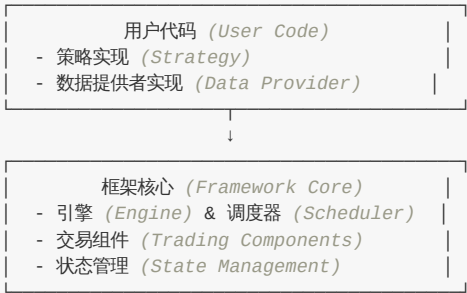 用户代码 (User Code)
- 策略实现 (Strategy)
- 数据提供者实现 (Data Provider)
↓
框架核心 (Framework Core)
- 引擎 (Engine) & 调度器 (Scheduler)
- 交易组件 (Trading Components)
- 状态管理 (State Management)